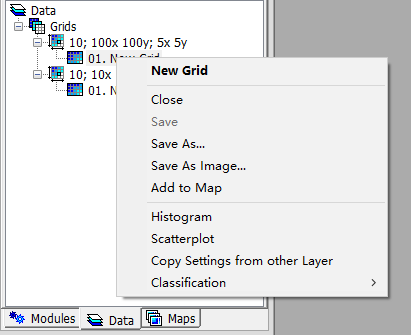 Data
Grids
10; 100x 100y; 5x 5y
01. New Grid
10; 10x
01. N
New Grid
Close
Save
Save As...
Save As Image...
Add to Map
Histogram
Scatterplot
Copy Settings from other Layer
Classification
Modules
Data
Maps